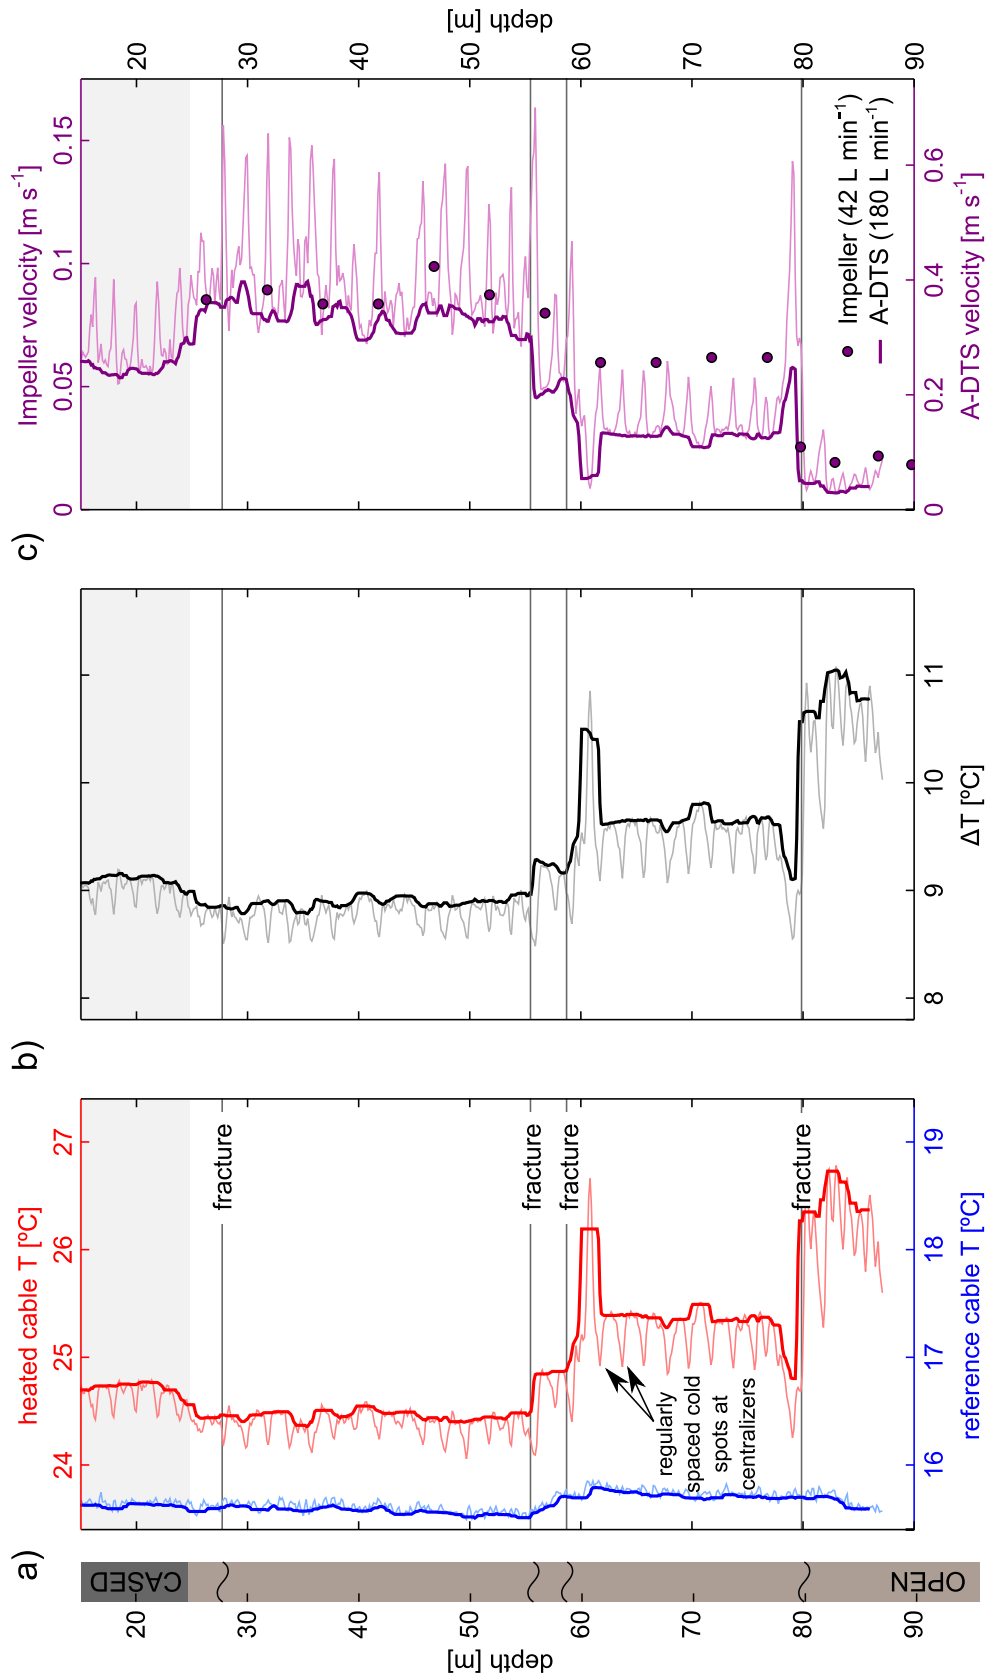 a)
CASED
OPEN
20
30
40
50
60
70
80
90
depth [m]
heated cable T [ºC]
24
25
26
27
fracture
fracture
fracture
fracture
regularly
spaced cold
spots at
centralizers
16
17
18
19
reference cable T [ºC]
b)
8
9
10
11
ΔT [ºC]
c)
Impeller velocity [m s⁻¹]
0
0.05
0.1
0.15
Impeller (42 L min⁻¹)
A-DTS (180 L min⁻¹)
0
0.2
0.4
0.6
A-DTS velocity [m s⁻¹]
20
30
40
50
60
70
80
90
depth [m]